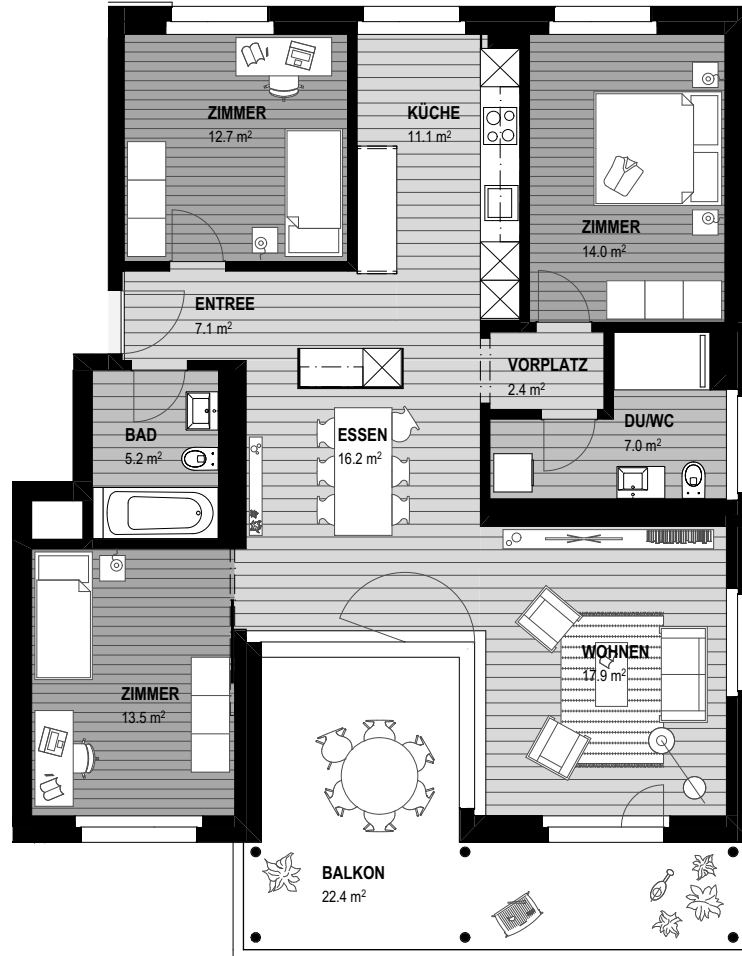 ZIMMER
12.7 m²
KÜCHE
11.1 m²
ZIMMER
14.0 m²
ENTREE
7.1 m²
VORPLATZ
2.4 m²
BAD
5.2 m²
ESSEN
16.2 m²
DU/WC
7.0 m²
ZIMMER
13.5 m²
WOHNEN
17.9 m²
BALKON
22.4 m²